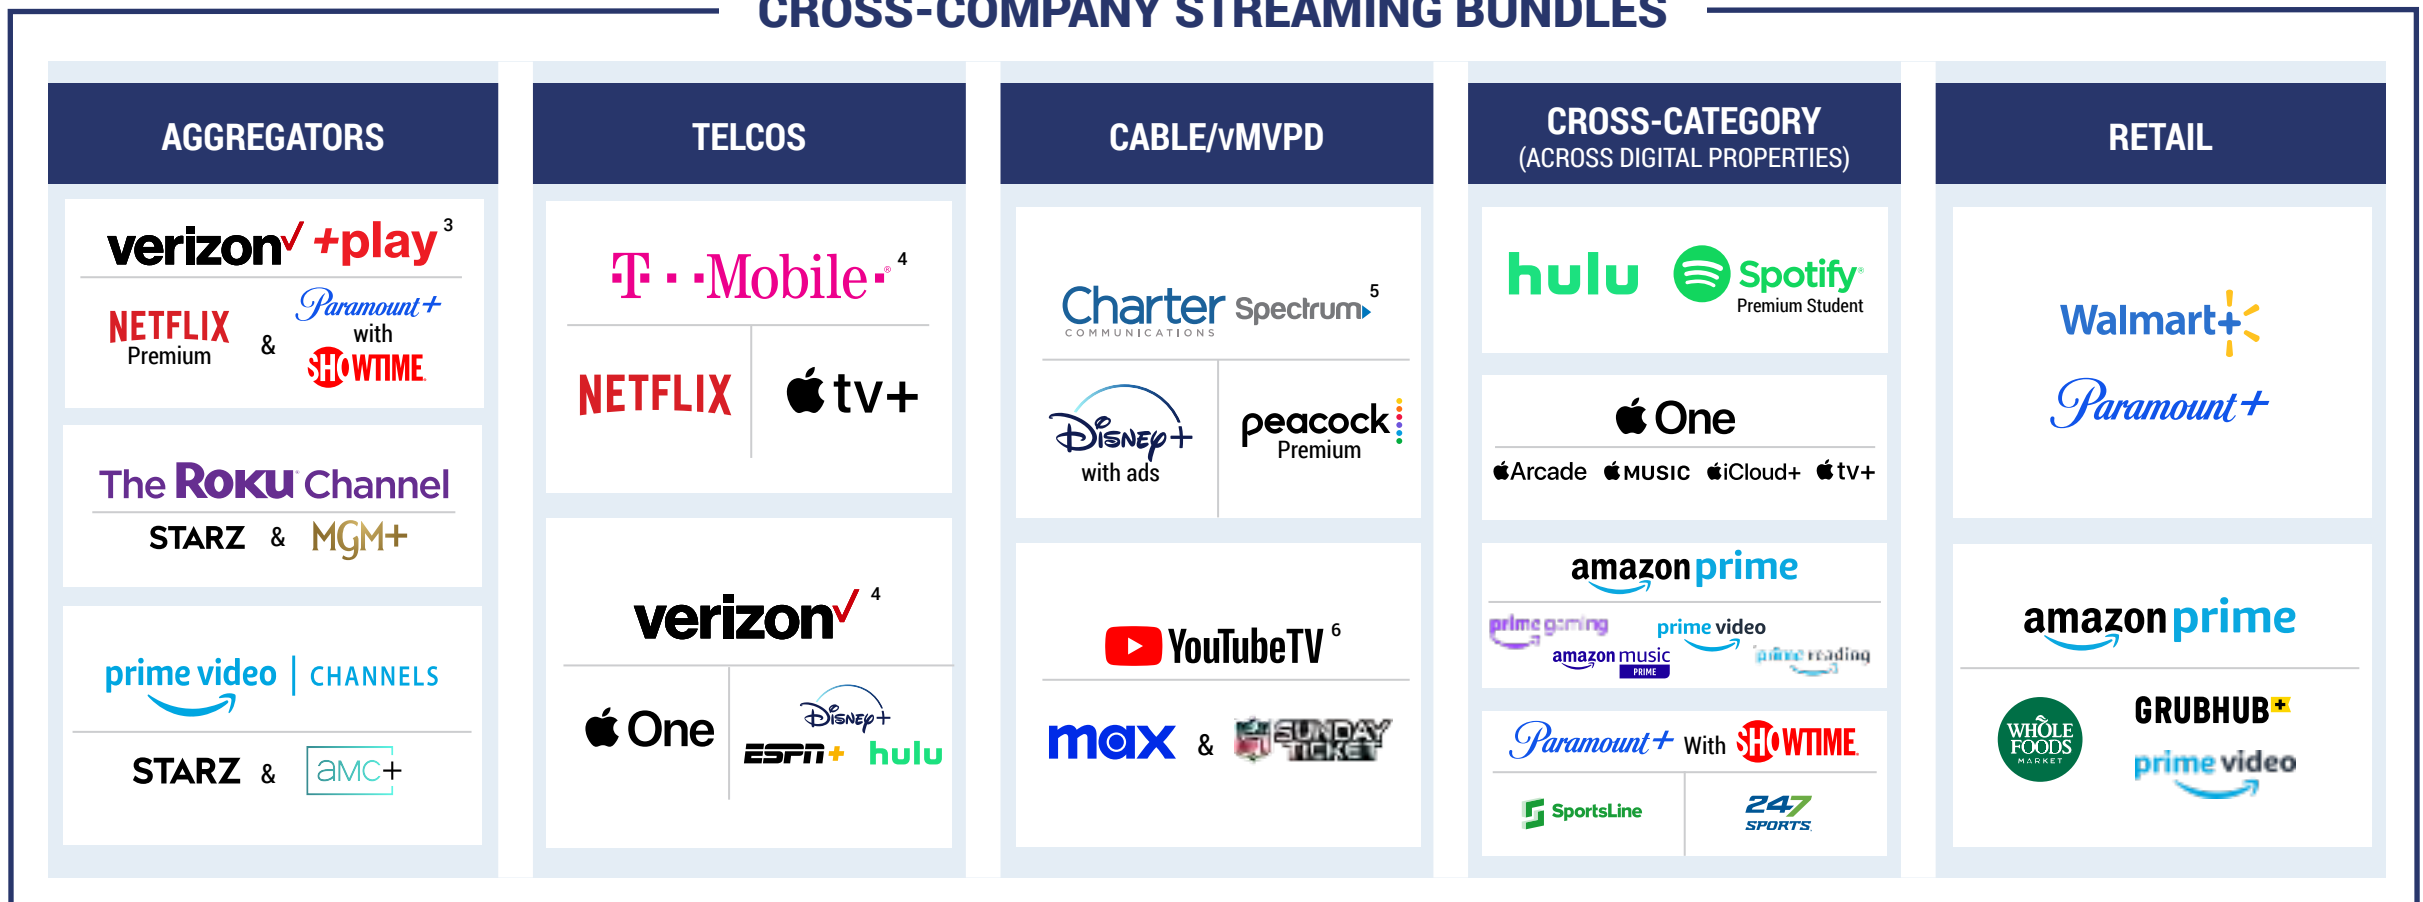 CROSS-COMPANY STREAMING BUNDLES
AGGREGATORS
verizon +play 3
NETFLIX
Premium
&
Paramount+
with
SHOWTIME
The Roku Channel
STARZ & MGM+
prime video | CHANNELS
STARZ & aMC+
TELCOS
T Mobile 4
NETFLIX
tv+
verizon 4
One
Disney+
ESPN+ hulu
CABLE/vMVPD
Charter
COMMUNICATIONS
Spectrum 5
Disney+
with ads
peacock
Premium
YouTubeTV 6
max & NFL SUNDAY
TICKET
CROSS-CATEGORY
(ACROSS DIGITAL PROPERTIES)
hulu Spotify
Premium Student
One
Arcade MUSIC iCloud+ tv+
amazon prime
prime gaming prime video
amazon music
PRIME
prime reading
Paramount+ With SHOWTIME
SportsLine
247
SPORTS
RETAIL
Walmart+
Paramount+
amazon prime
WHOLE
FOODS
MARKET
GRUBHUB+
prime video